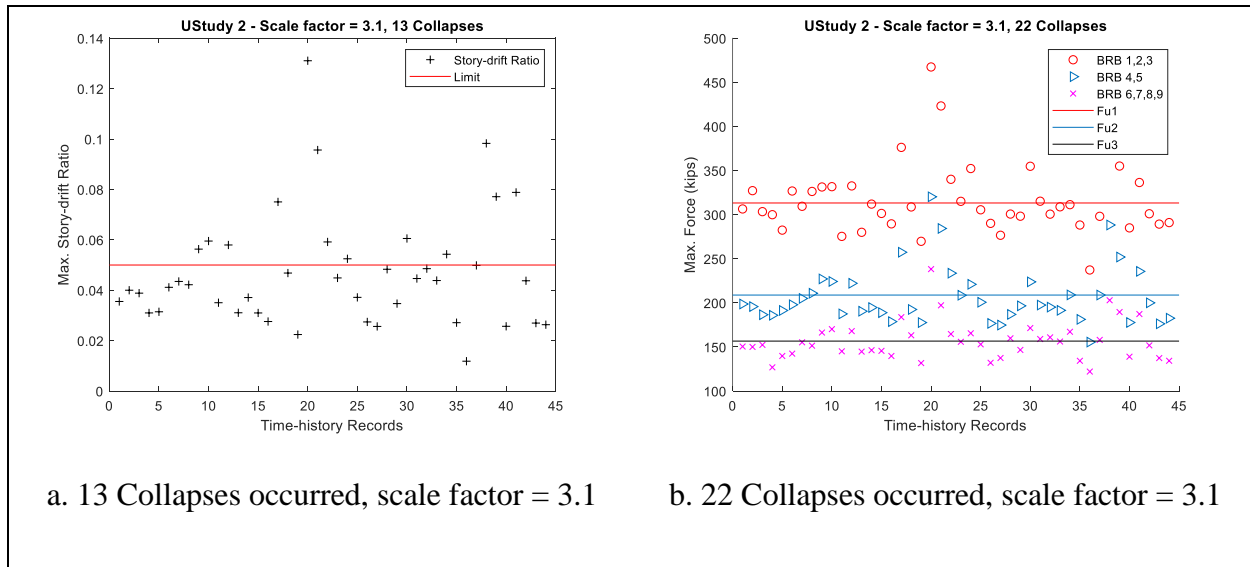 UStudy 2 - Scale factor = 3.1, 13 Collapses
0.14
0.12
0.1
0.08
0.06
0.04
0.02
0
Max. Story-drift Ratio
Story-drift Ratio
Limit
0 5 10 15 20 25 30 35 40 45
Time-history Records
UStudy 2 - Scale factor = 3.1, 22 Collapses
500
450
400
350
300
250
200
150
100
Max. Force (kips)
BRB 1,2,3
BRB 4,5
BRB 6,7,8,9
Fu1
Fu2
Fu3
0 5 10 15 20 25 30 35 40 45
Time-history Records
a. 13 Collapses occurred, scale factor = 3.1
b. 22 Collapses occurred, scale factor = 3.1